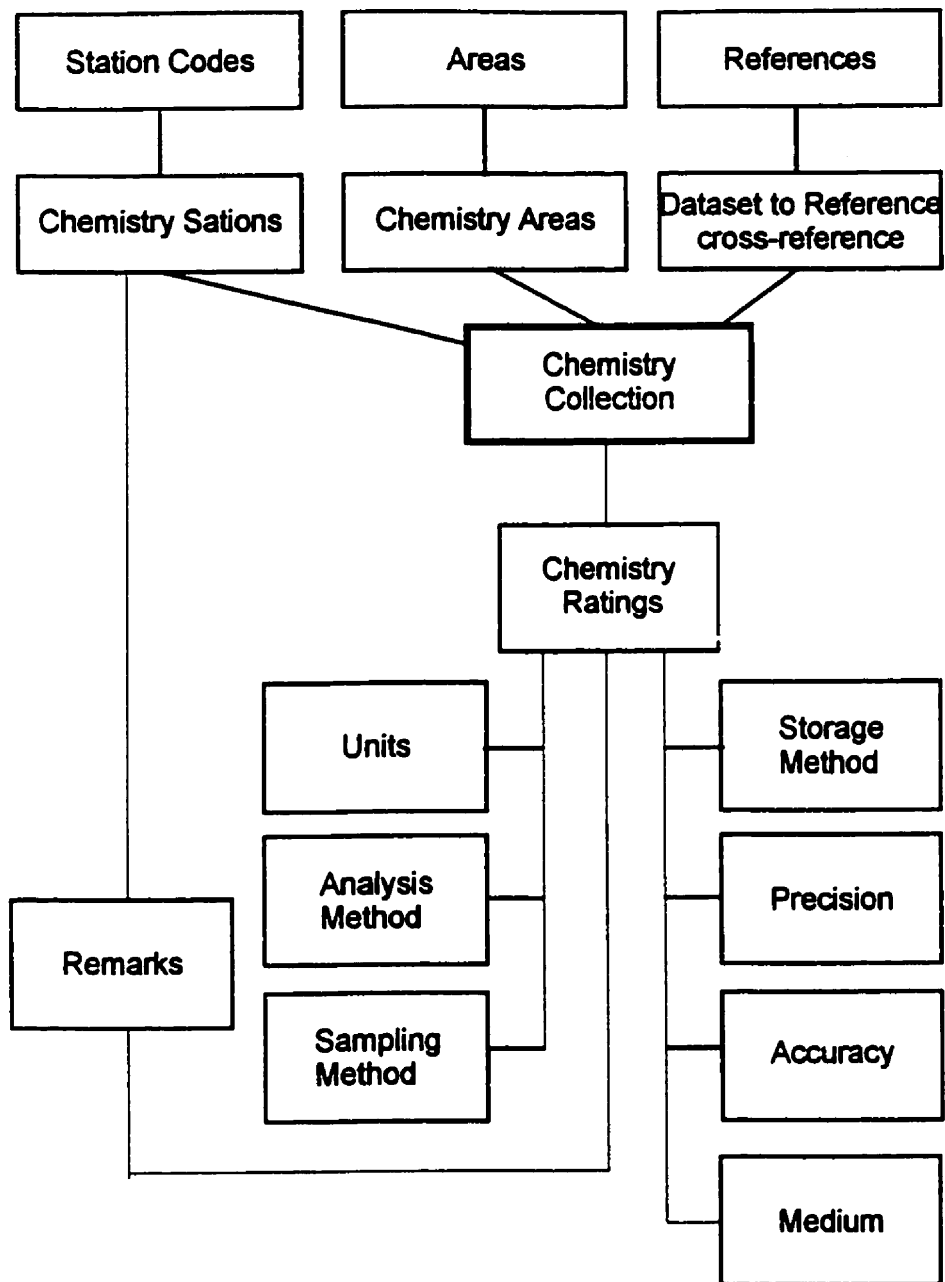 Station Codes
Areas
References
Chemistry Sations
Chemistry Areas
Dataset to Reference
cross-reference
Chemistry
Collection
Chemistry
Ratings
Units
Storage
Method
Analysis
Method
Precision
Remarks
Sampling
Method
Accuracy
Medium